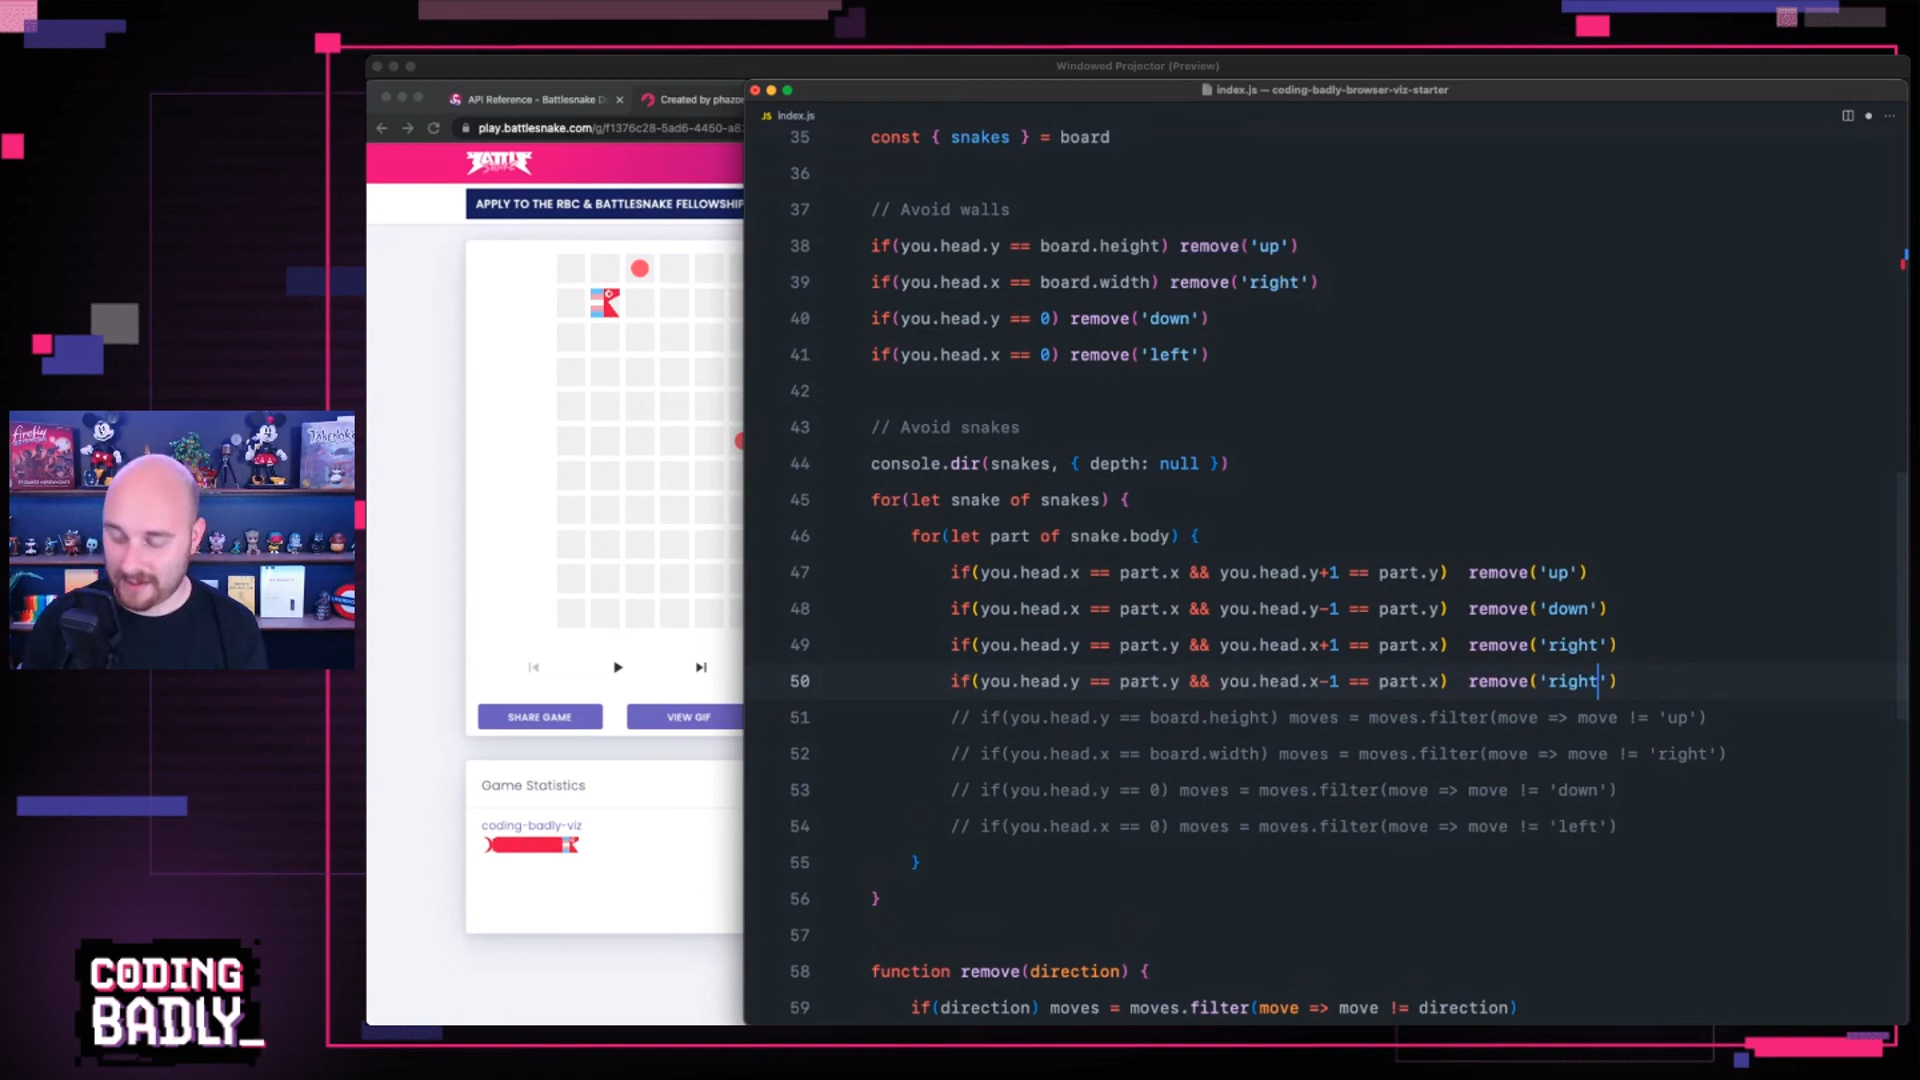 Windowed Projector (Preview)
API Reference - Battlesnake D
Created by phazor
play.battlesnake.com/g/f1376c28-5ad6-4450-a8
BATTLE
SNAKE
APPLY TO THE RBC & BATTLESNAKE FELLOWSHIP
SHARE GAME
VIEW GIF
Game Statistics
coding-badly-viz
index.js — coding-badly-browser-viz-starter
JS index.js
35 const { snakes } = board
36
37 // Avoid walls
38 if(you.head.y == board.height) remove('up')
39 if(you.head.x == board.width) remove('right')
40 if(you.head.y == 0) remove('down')
41 if(you.head.x == 0) remove('left')
42
43 // Avoid snakes
44 console.dir(snakes, { depth: null })
45 for(let snake of snakes) {
46 for(let part of snake.body) {
47 if(you.head.x == part.x && you.head.y+1 == part.y) remove('up')
48 if(you.head.x == part.x && you.head.y-1 == part.y) remove('down')
49 if(you.head.y == part.y && you.head.x+1 == part.x) remove('right')
50 if(you.head.y == part.y && you.head.x-1 == part.x) remove('right')
51 // if(you.head.y == board.height) moves = moves.filter(move => move != 'up')
52 // if(you.head.x == board.width) moves = moves.filter(move => move != 'right')
53 // if(you.head.y == 0) moves = moves.filter(move => move != 'down')
54 // if(you.head.x == 0) moves = moves.filter(move => move != 'left')
55 }
56 }
57
58 function remove(direction) {
59 if(direction) moves = moves.filter(move => move != direction)
firefly
Takenoko
CODING
BADLY_